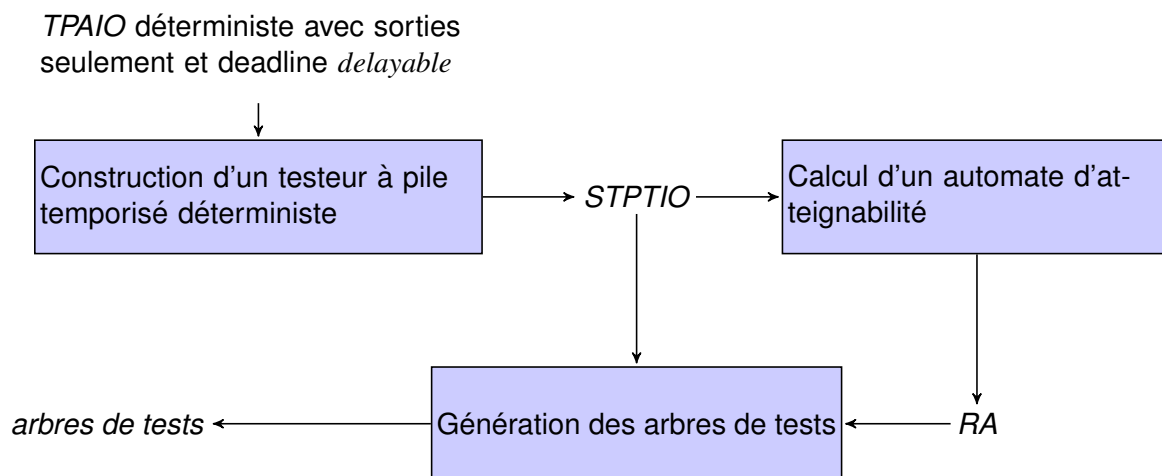 TPAIO déterministe avec sorties
seulement et deadline delayable
Construction d'un testeur à pile
temporisé déterministe
STPTIO
Calcul d'un automate d'at-
teignabilité
arbres de tests
Génération des arbres de tests
RA